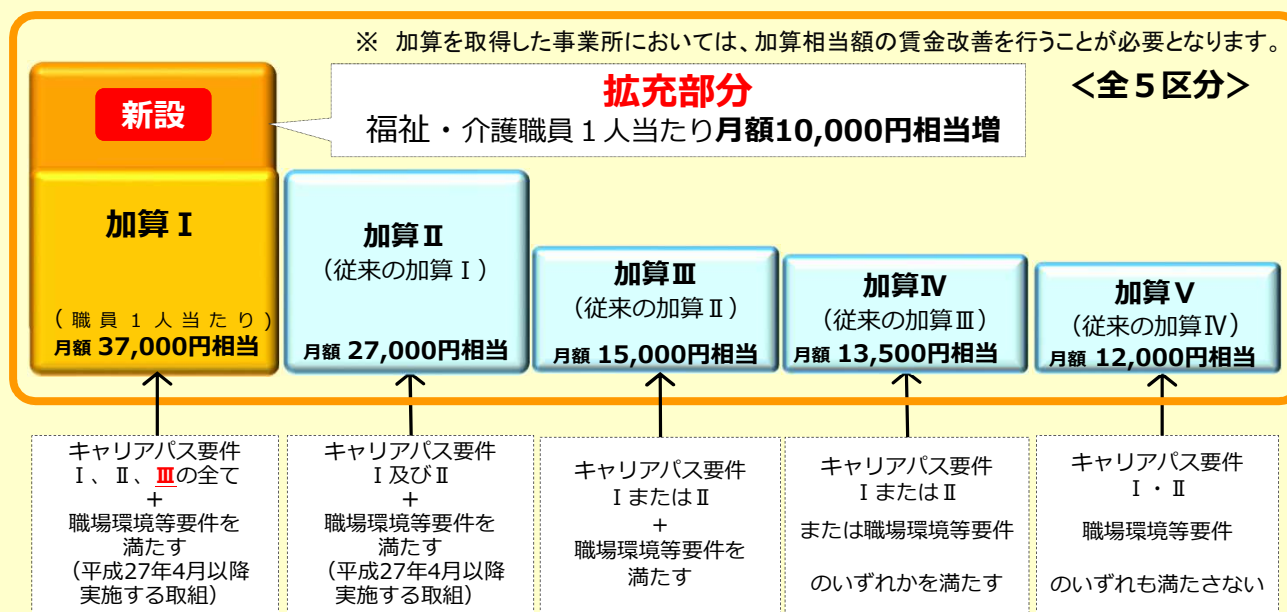 ※ 加算を取得した事業所においては、加算相当額の賃金改善を行うことが必要となります。
＜全５区分＞
新設
拡充部分
福祉・介護職員１人当たり月額10,000円相当増
加算Ⅰ
（職員１人当たり）
月額 37,000円相当
加算Ⅱ
（従来の加算Ⅰ）
月額 27,000円相当
加算Ⅲ
（従来の加算Ⅱ）
月額 15,000円相当
加算Ⅳ
（従来の加算Ⅲ）
月額 13,500円相当
加算Ⅴ
（従来の加算Ⅳ）
月額 12,000円相当
キャリアパス要件
Ⅰ、Ⅱ、Ⅲの全て
＋
職場環境等要件を
満たす
（平成27年4月以降
実施する取組）
キャリアパス要件
Ⅰ及びⅡ
＋
職場環境等要件を
満たす
（平成27年4月以降
実施する取組）
キャリアパス要件
ⅠまたはⅡ
＋
職場環境等要件を
満たす
キャリアパス要件
ⅠまたはⅡ
または職場環境等要件
のいずれかを満たす
キャリアパス要件
Ⅰ・Ⅱ
職場環境等要件
のいずれも満たさない